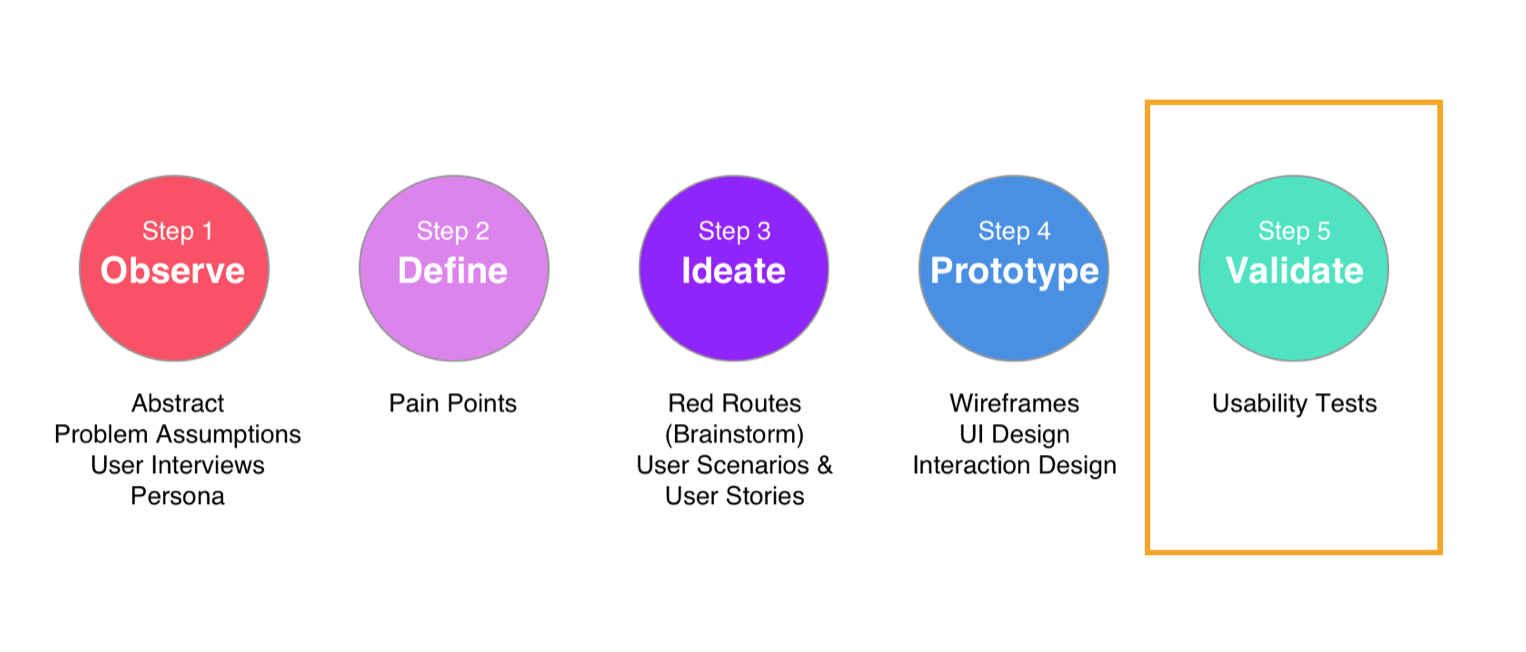 Step 1
Observe
Abstract
Problem Assumptions
User Interviews
Persona
Step 2
Define
Pain Points
Step 3
Ideate
Red Routes
(Brainstorm)
User Scenarios &
User Stories
Step 4
Prototype
Wireframes
UI Design
Interaction Design
Step 5
Validate
Usability Tests